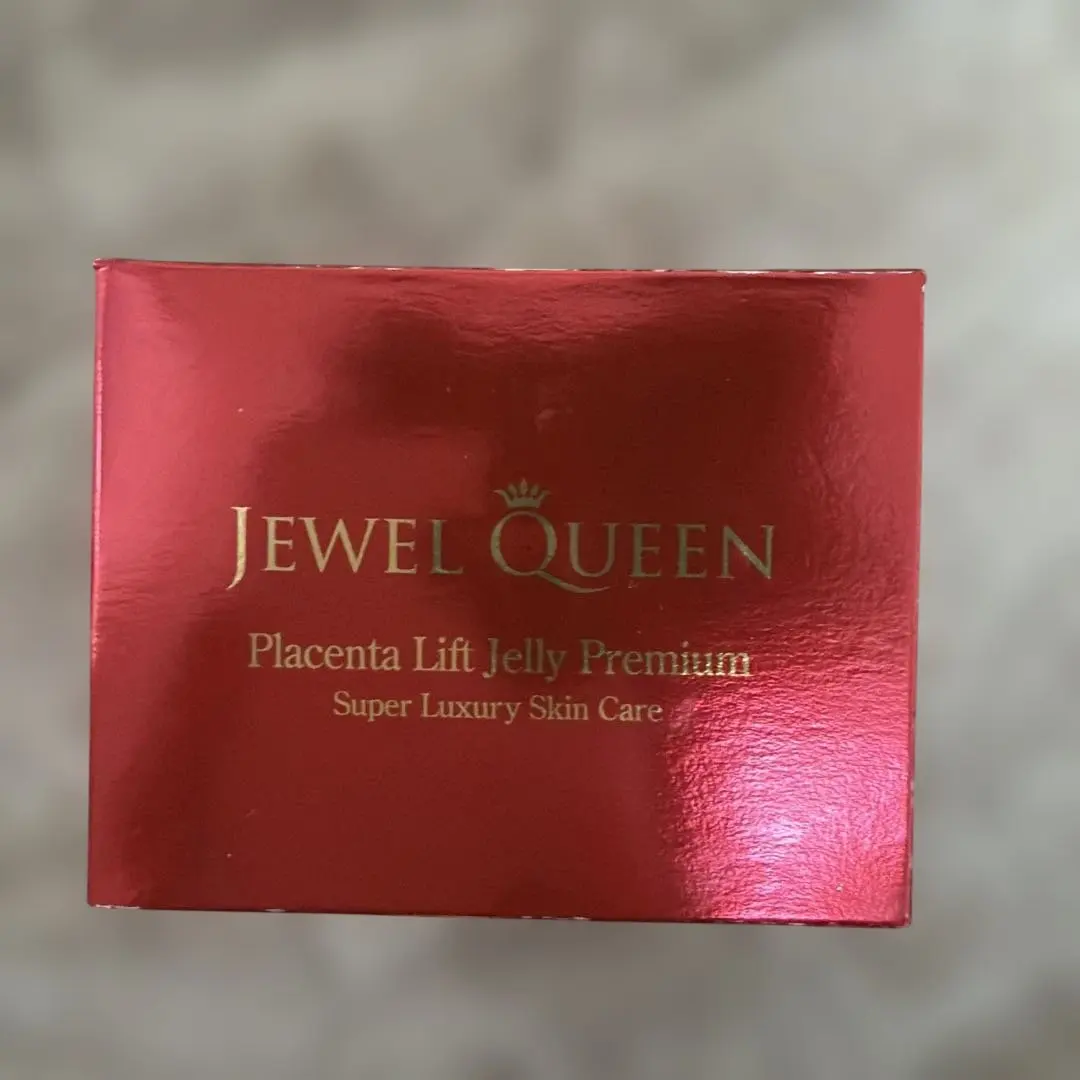 JEWEL QUEEN
Placenta Lift Jelly Premium
Super Luxury Skin Care